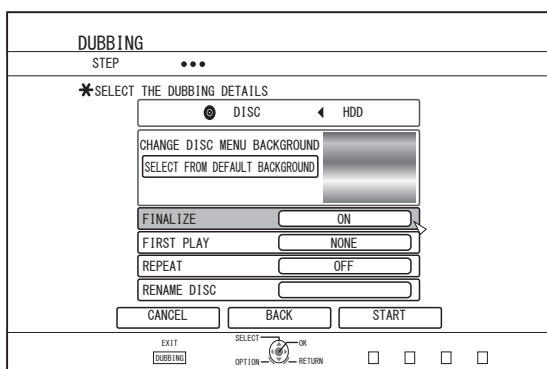 DUBBING
STEP
*SELECT THE DUBBING DETAILS
DISC HDD
CHANGE DISC MENU BACKGROUND
SELECT FROM DEFAULT BACKGROUND
FINALIZE ON
FIRST PLAY NONE
REPEAT OFF
RENAME DISC
CANCEL BACK START
EXIT SELECT OK
DUBBING OPTION RETURN